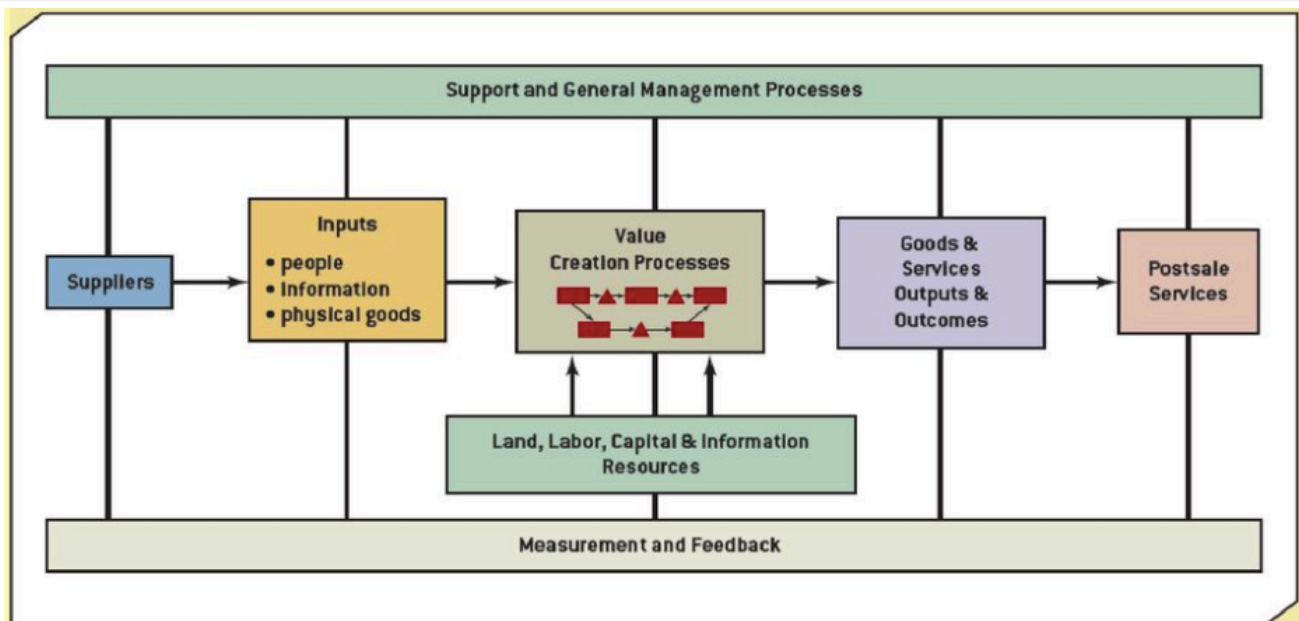 Support and General Management Processes
Suppliers
Inputs
• people
• Information
• physical goods
Value
Creation Processes
Goods &
Services
Outputs &
Outcomes
Postsale
Services
Land, Labor, Capital & Information
Resources
Measurement and Feedback